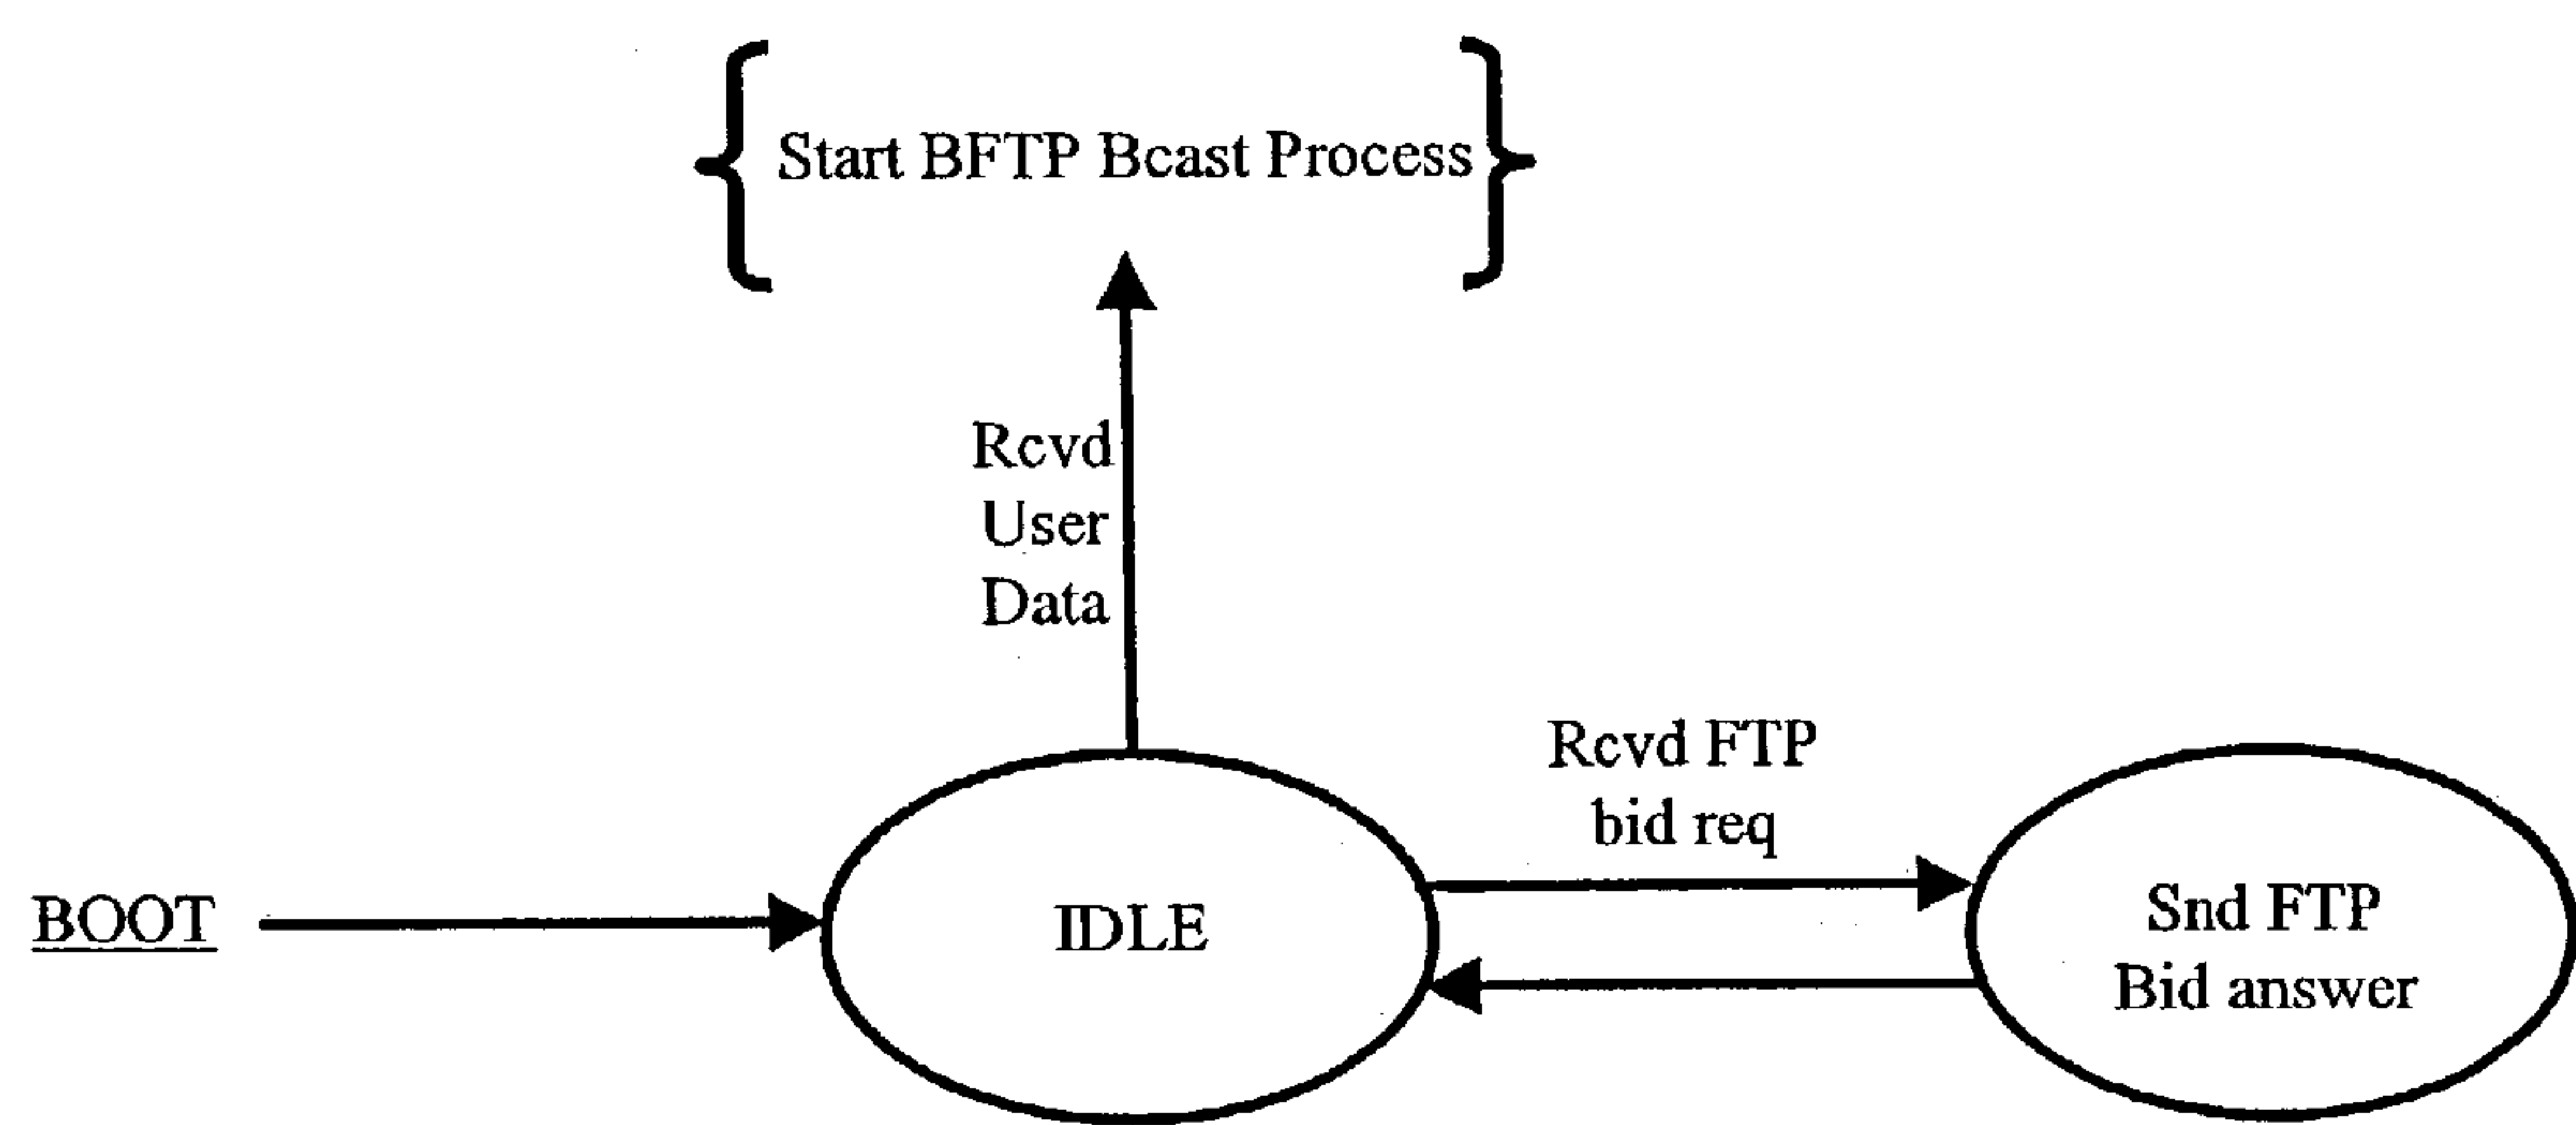 Start BFTP Bcast Process
Rcvd
User
Data
Rcvd FTP
bid req
BOOT
IDLE
Snd FTP
Bid answer